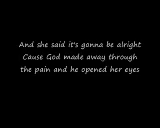 And she said it's gonna be alright
Cause God made away through
the pain and he opened her eyes